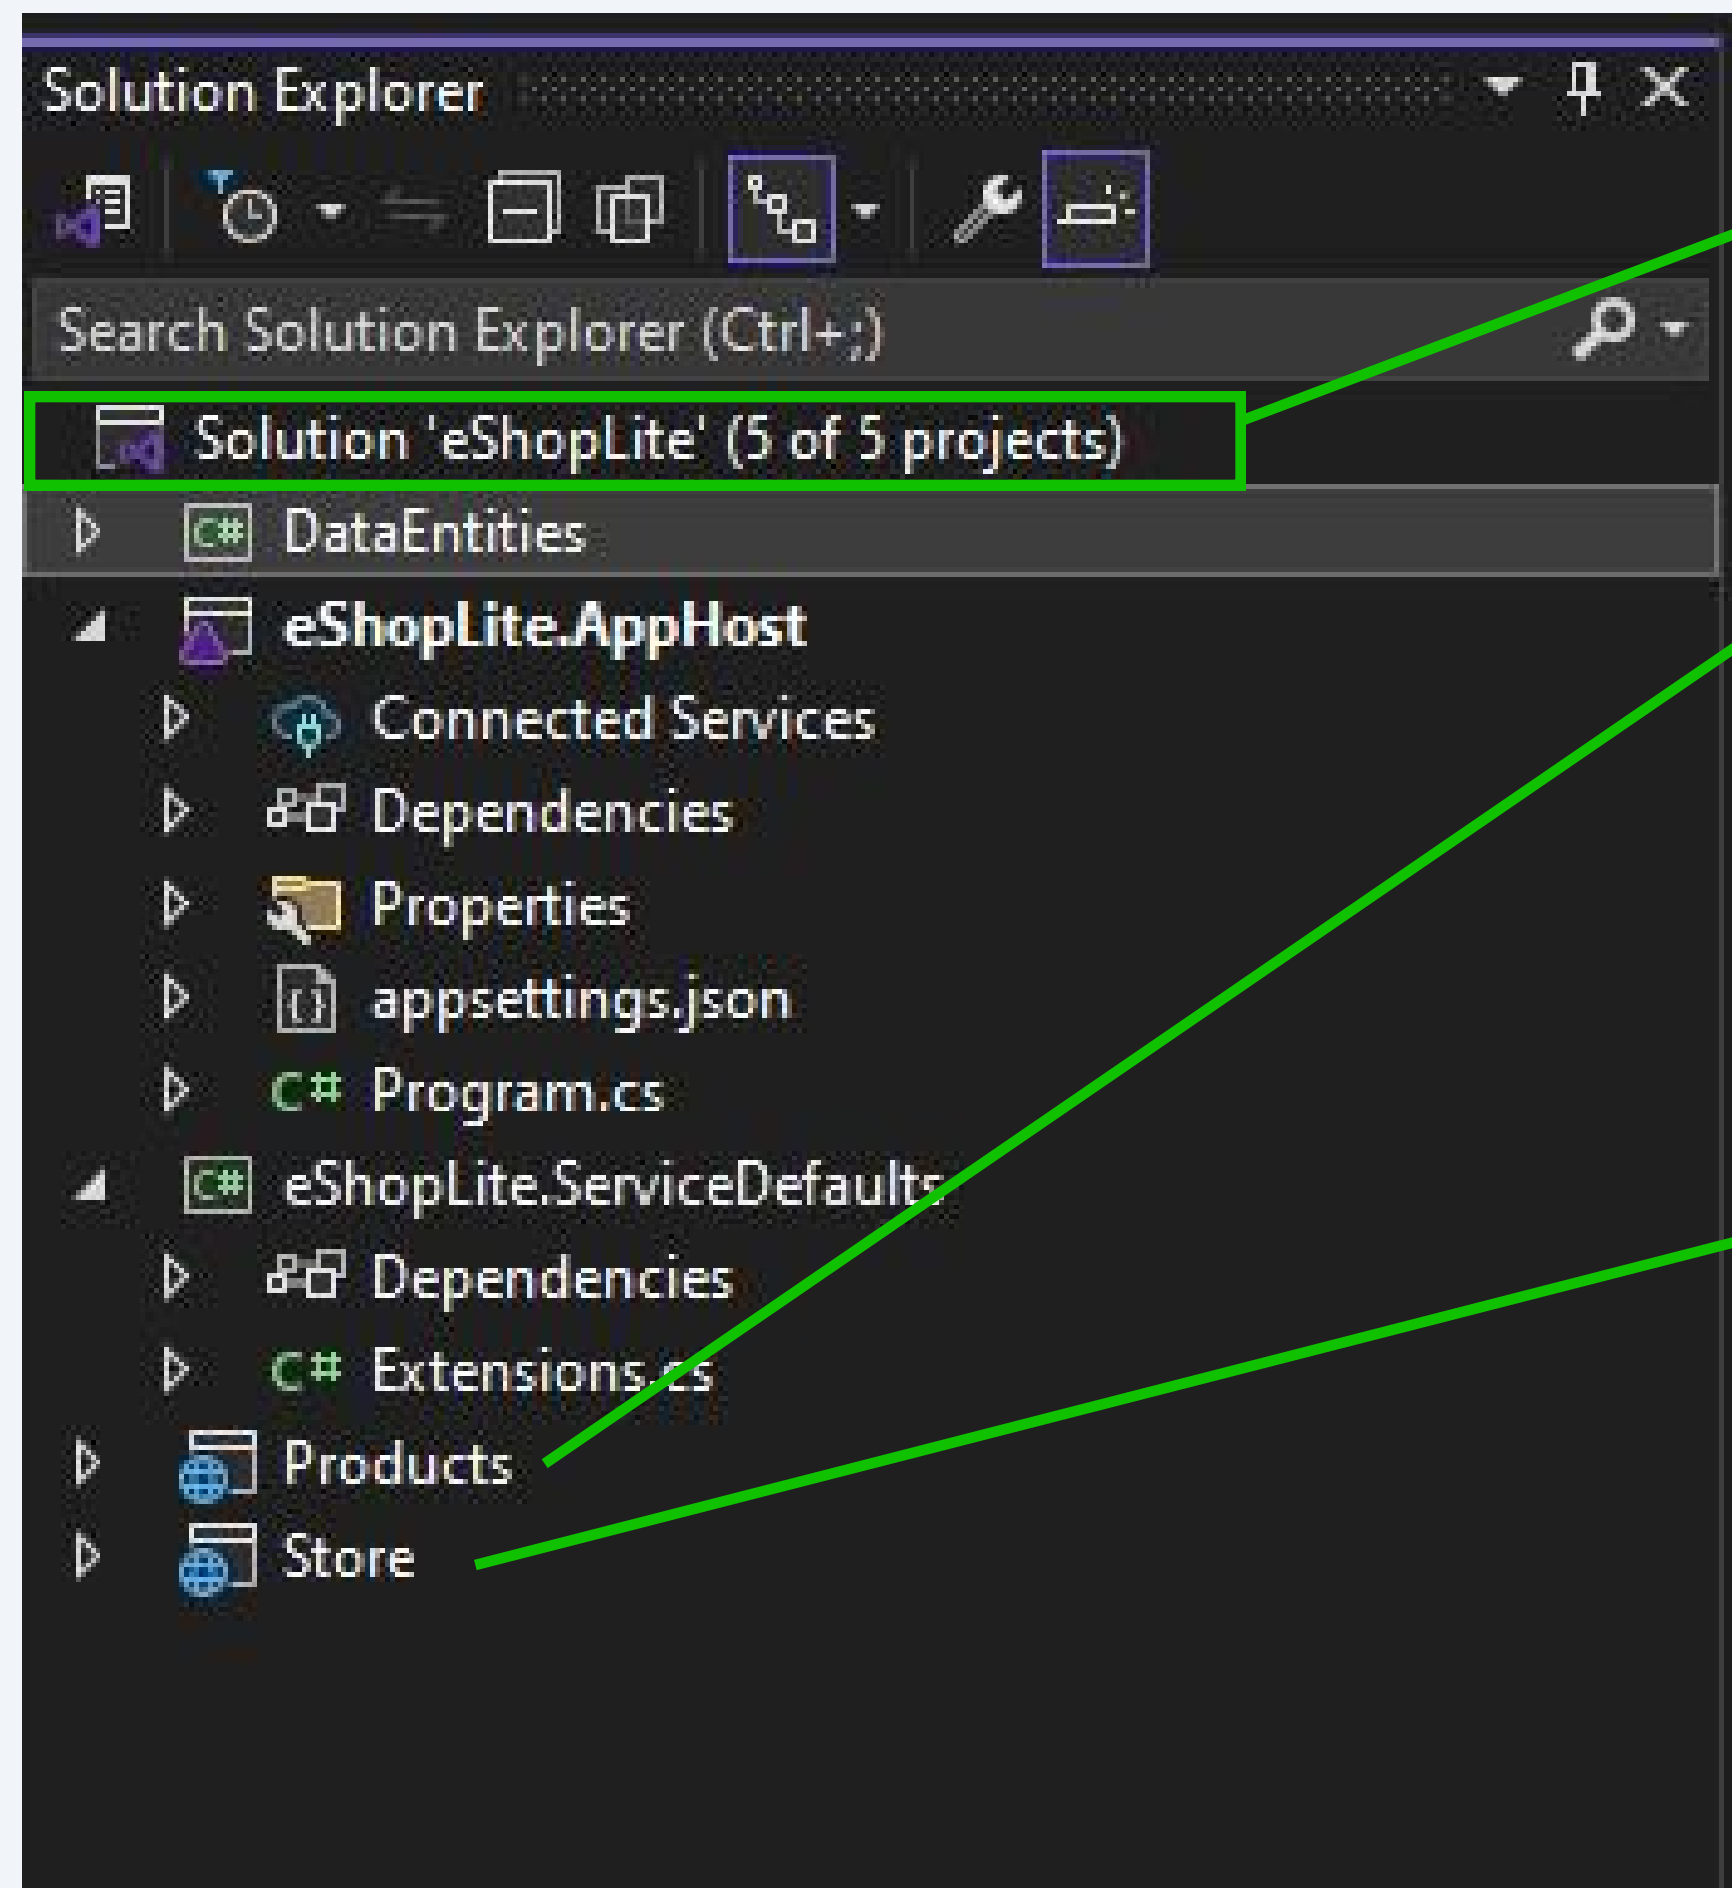 Solution Explorer
Search Solution Explorer (Ctrl+;)
Solution 'eShopLite' (5 of 5 projects)
C# DataEntities
eShopLite.AppHost
Connected Services
Dependencies
Properties
appsettings.json
C# Program.cs
C# eShopLite.ServiceDefaults
Dependencies
C# Extensions.cs
Products
Store